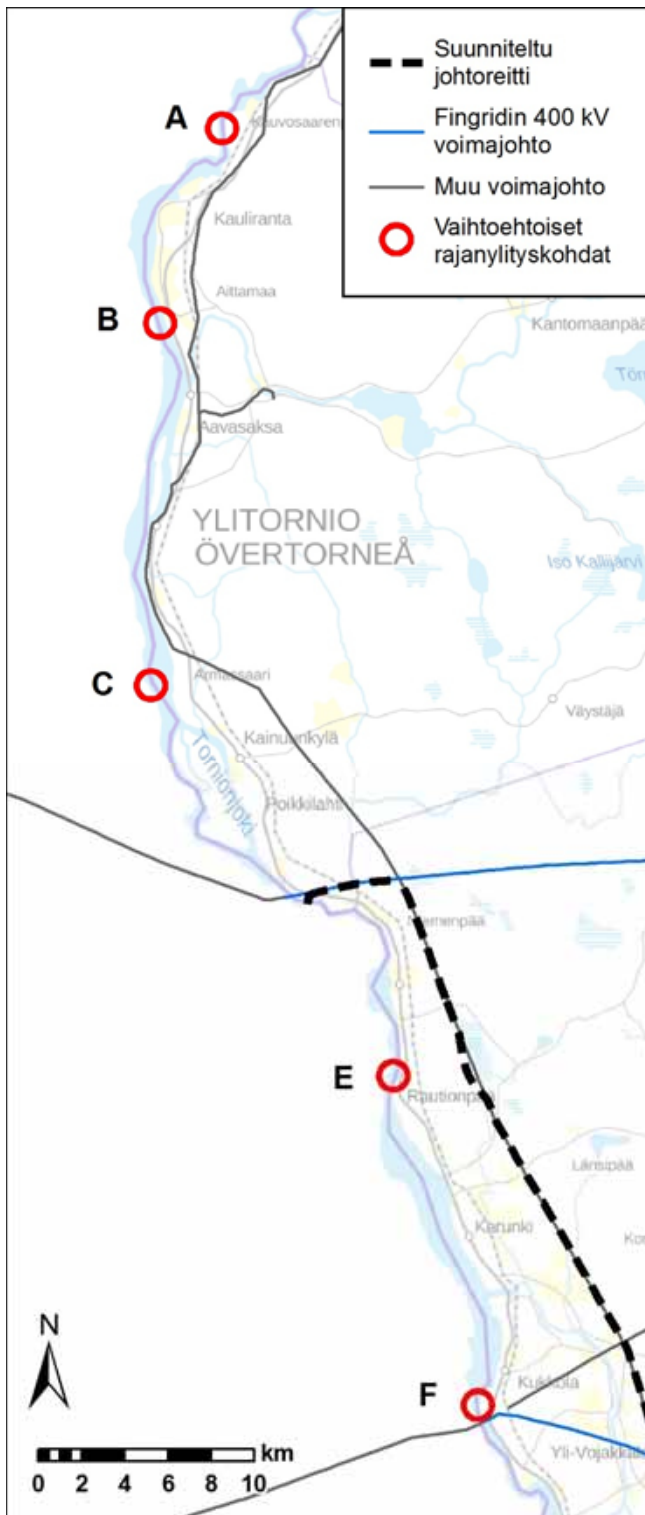 Suunniteltu
johtoreitti
Fingridin 400 kV
voimajohto
Muu voimajohto
Vaihtoehtoiset
rajanylityskohdat
A
Kauliranta
Aittamaa
B
Kantomaanpää
Aavasaksa
YLITORNIO
ÖVERTORNEÅ
Iso Kallijärvi
C
Armassaari
Väystäjä
Kainuunkylä
Tornionjoki
Poikkilahti
E
Länsipää
Karunki
N
F
Kukkola
km
0 2 4 6 8 10